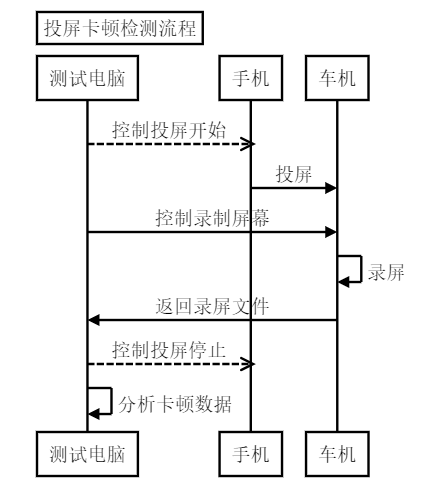 投屏卡顿检测流程
测试电脑 手机 车机
控制投屏开始
投屏
控制录制屏幕
录屏
返回录屏文件
控制投屏停止
分析卡顿数据
测试电脑 手机 车机